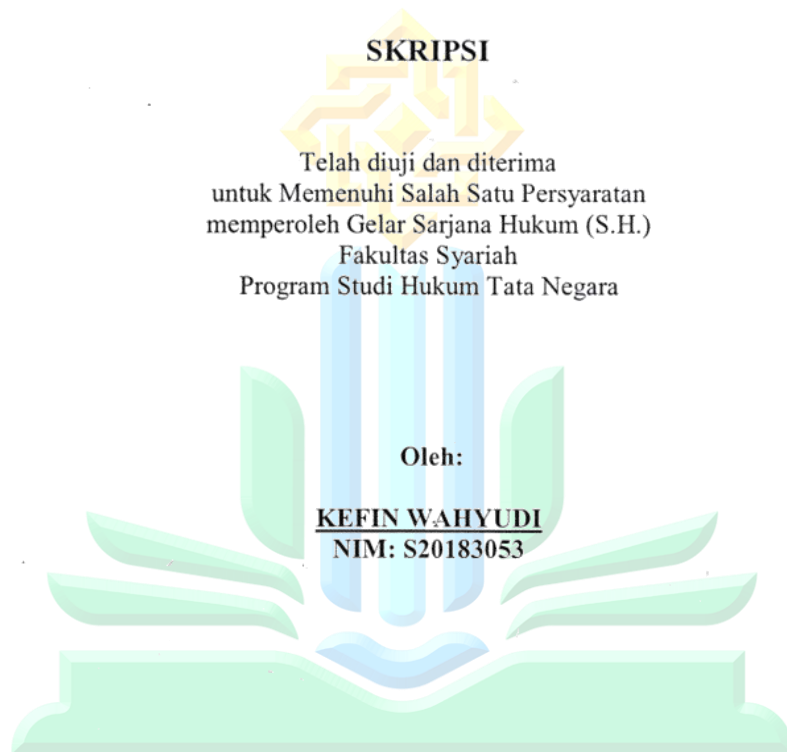 SKRIPSI
Telah diuji dan diterima
untuk Memenuhi Salah Satu Persyaratan
memperoleh Gelar Sarjana Hukum (S.H.)
Fakultas Syariah
Program Studi Hukum Tata Negara
Oleh:
KEFIN WAHYUDI
NIM: S20183053